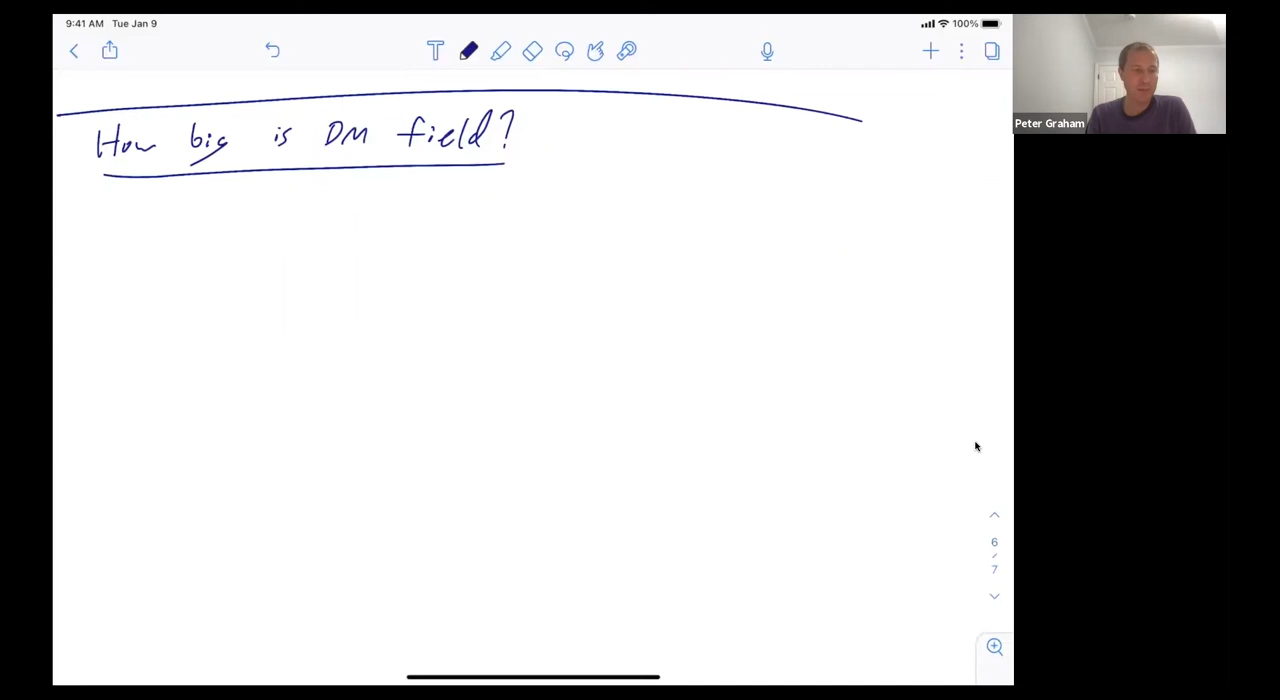 9:41 AM Tue Jan 9
100%
T
How big is DM field?
Peter Graham
6
/
7